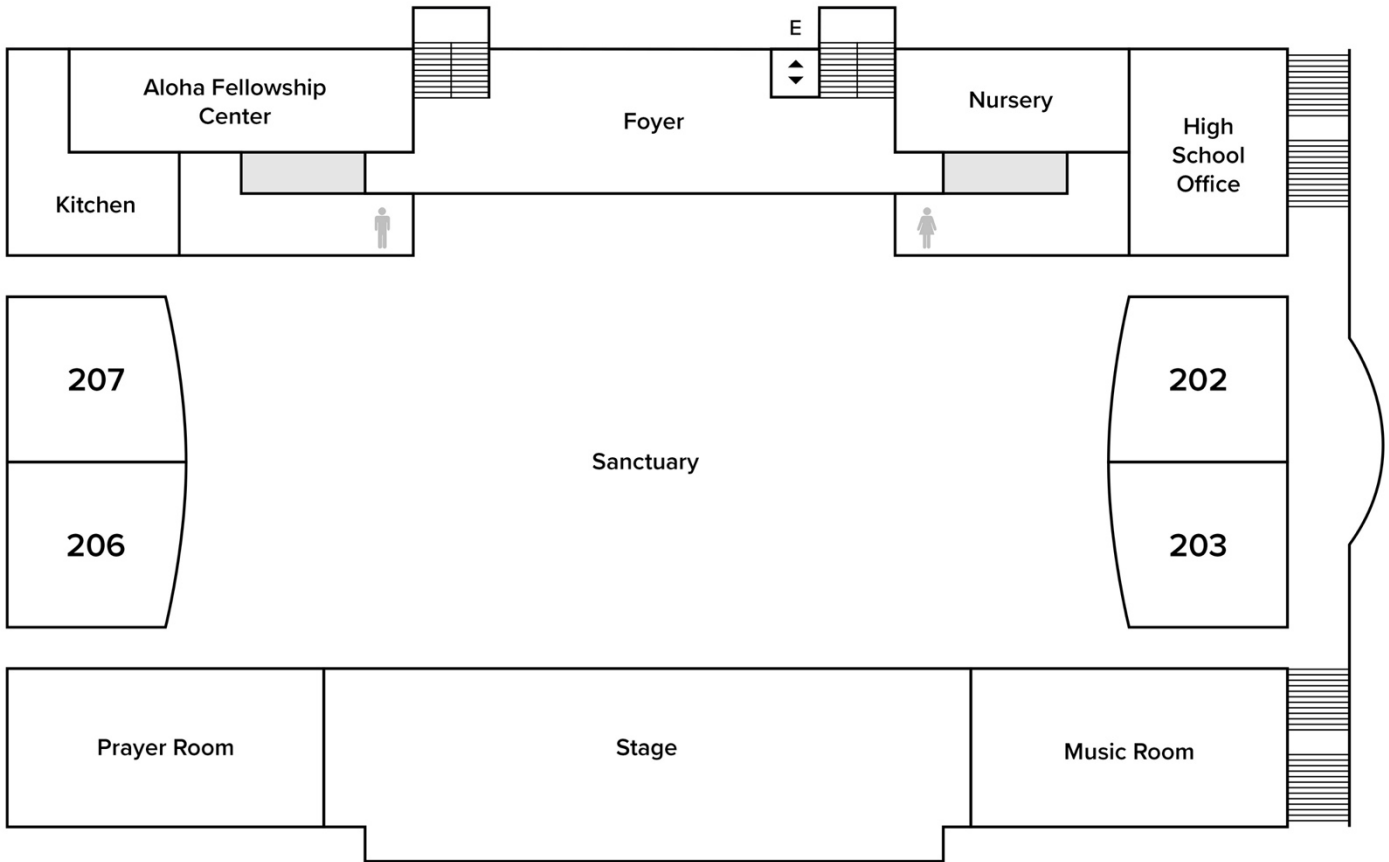 E
Aloha Fellowship
Center
Foyer
Nursery
High
School
Office
Kitchen
207
202
Sanctuary
206
203
Prayer Room
Stage
Music Room